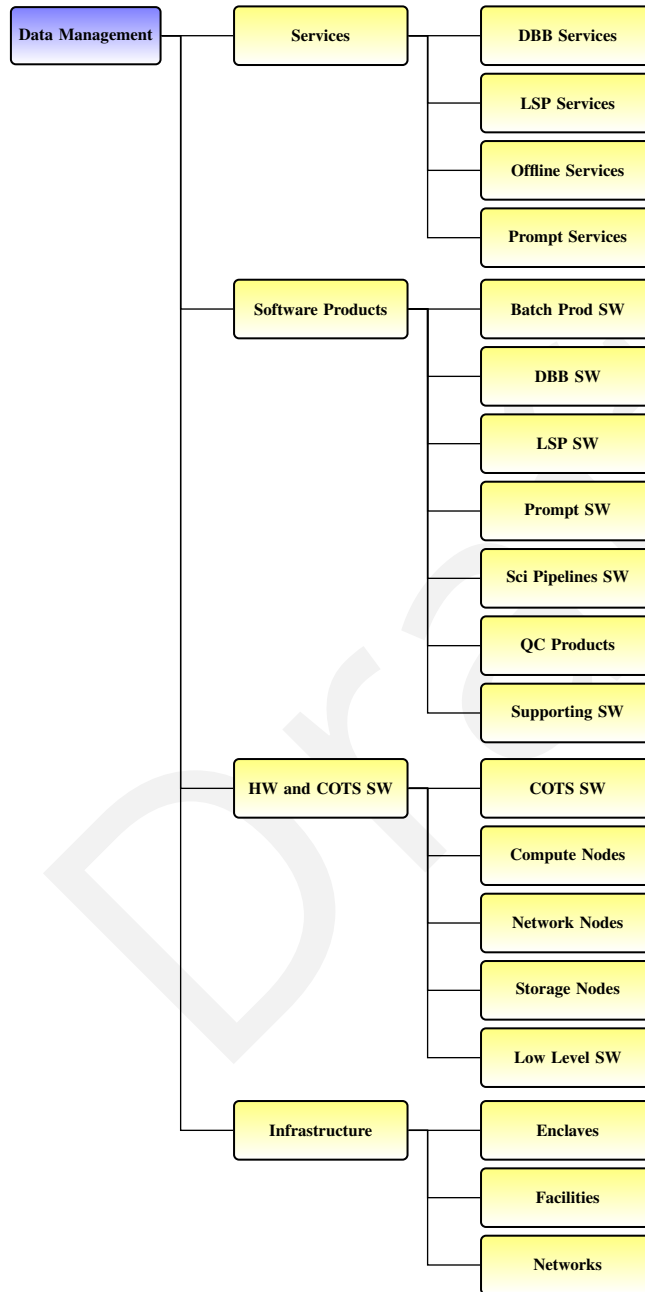 Data Management
Services
DBB Services
LSP Services
Offline Services
Prompt Services
Software Products
Batch Prod SW
DBB SW
LSP SW
Prompt SW
Sci Pipelines SW
QC Products
Supporting SW
HW and COTS SW
COTS SW
Compute Nodes
Network Nodes
Storage Nodes
Low Level SW
Infrastructure
Enclaves
Facilities
Networks
Dra